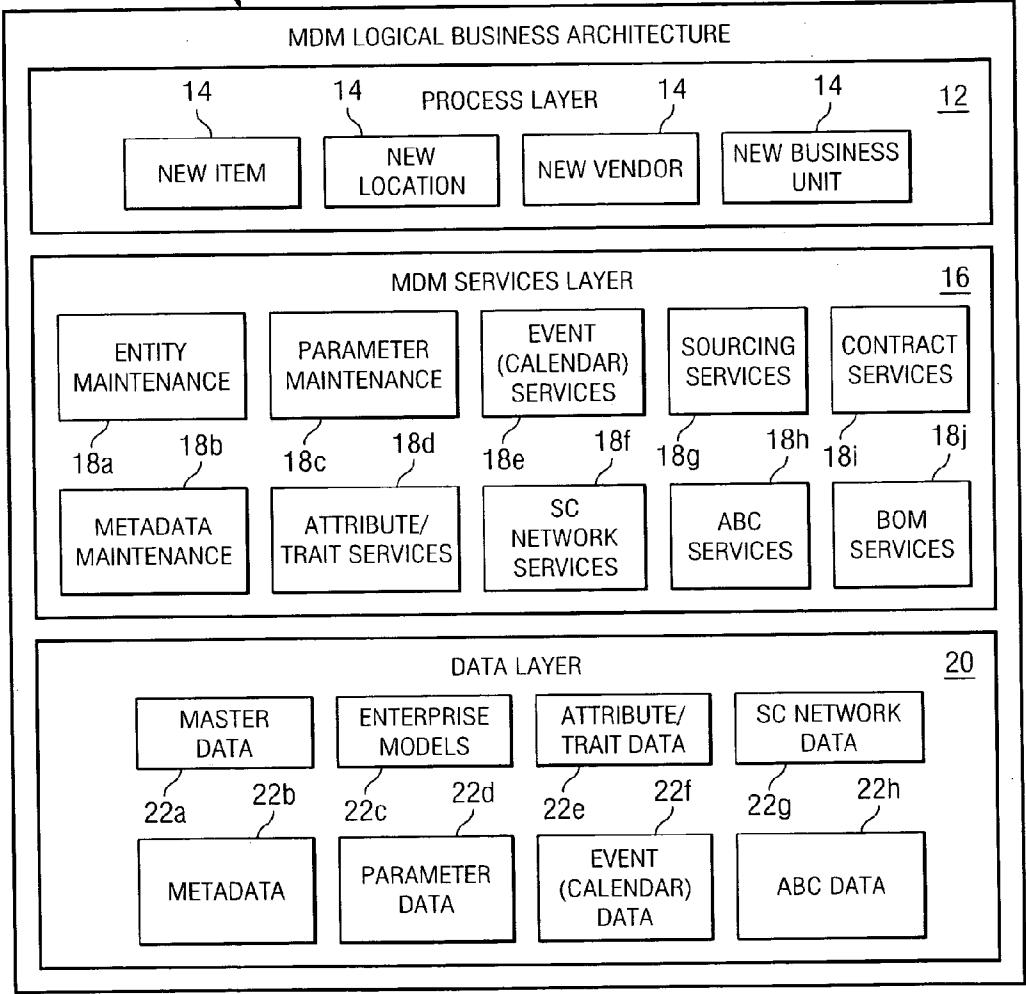 MDM LOGICAL BUSINESS ARCHITECTURE
14
14
PROCESS LAYER
14
14
12
NEW ITEM
NEW
LOCATION
NEW VENDOR
NEW BUSINESS
UNIT
MDM SERVICES LAYER
16
ENTITY
MAINTENANCE
PARAMETER
MAINTENANCE
EVENT
(CALENDAR)
SERVICES
SOURCING
SERVICES
CONTRACT
SERVICES
18a
18b
18c
18d
18e
18f
18g
18h
18i
18j
METADATA
MAINTENANCE
ATTRIBUTE/
TRAIT SERVICES
SC
NETWORK
SERVICES
ABC
SERVICES
BOM
SERVICES
DATA LAYER
20
MASTER
DATA
ENTERPRISE
MODELS
ATTRIBUTE/
TRAIT DATA
SC NETWORK
DATA
22a
22b
22c
22d
22e
22f
22g
22h
METADATA
PARAMETER
DATA
EVENT
(CALENDAR)
DATA
ABC DATA